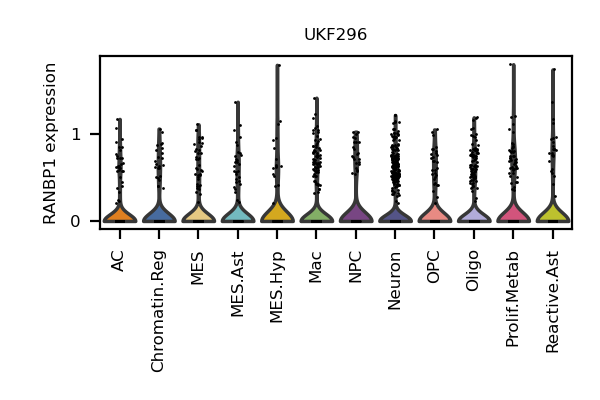 UKF296
RANBP1 expression
1
0
AC
Chromatin.Reg
MES
MES.Ast
MES.Hyp
Mac
NPC
Neuron
OPC
Oligo
Prolif.Metab
Reactive.Ast